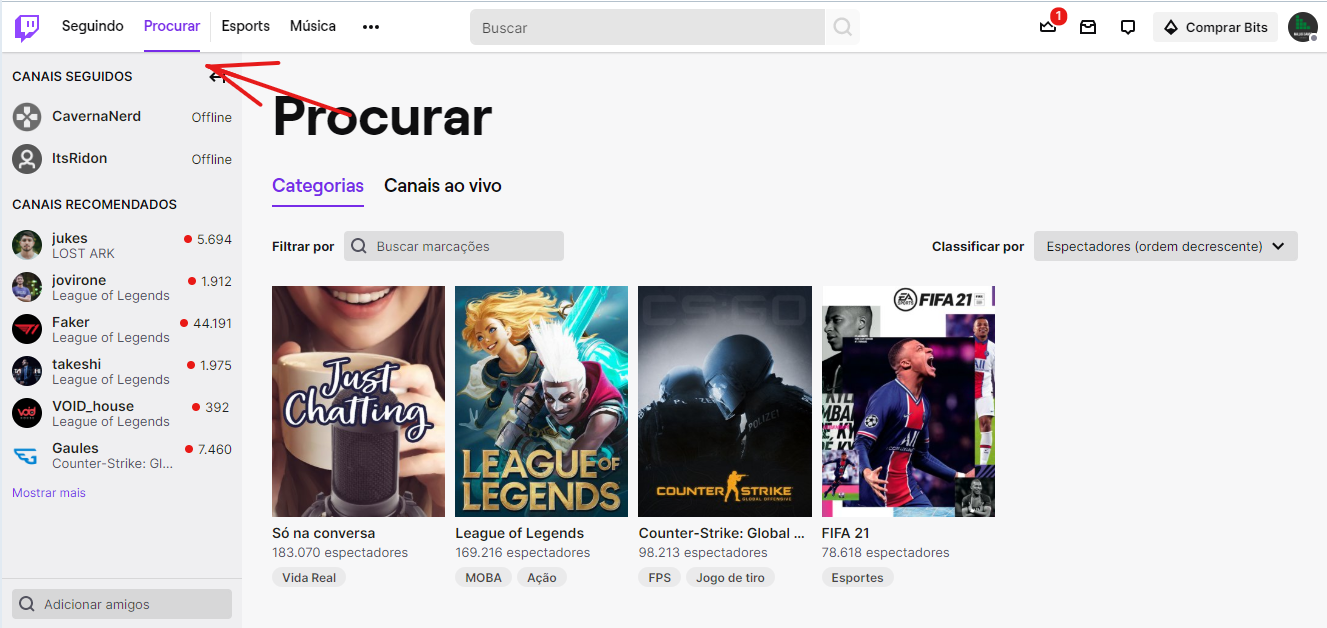 Seguindo
Procurar
Esports
Música
Buscar
1
Comprar Bits
CANAIS SEGUIDOS
CavernaNerd
Offline
ItsRidon
Offline
CANAIS RECOMENDADOS
jukes
5.694
LOST ARK
jovirone
1.912
League of Legends
Faker
44.191
League of Legends
takeshi
1.975
League of Legends
VOID_house
392
League of Legends
Gaules
7.460
Counter-Strike: Gl...
Mostrar mais
Adicionar amigos
Procurar
Categorias
Canais ao vivo
Filtrar por
Buscar marcações
Classificar por
Espectadores (ordem decrescente)
Just
Chatting
Só na conversa
183.070 espectadores
Vida Real
LEAGUE OF
LEGENDS
League of Legends
169.216 espectadores
MOBA
Ação
CS:GO
POLIZEI
COUNTER STRIKE
GLOBAL OFFENSIVE
Counter-Strike: Global ...
98.213 espectadores
FPS
Jogo de tiro
EA
SPORTS
FIFA 21
FIFA 21
78.618 espectadores
Esportes